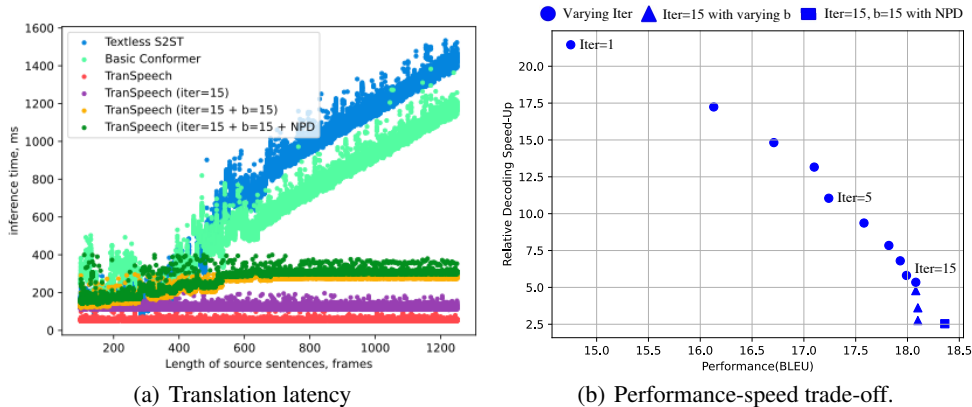 Textless S2ST
Basic Conformer
TranSpeech
TranSpeech (iter=15)
TranSpeech (iter=15 + b=15)
TranSpeech (iter=15 + b=15 + NPD
inference time, ms
1600
1400
1200
1000
800
600
400
200
0
200 400 600 800 1000 1200
Length of source sentences, frames
(a) Translation latency
Varying Iter Iter=15 with varying b Iter=15, b=15 with NPD
Relative Decoding Speed-Up
20.0
17.5
15.0
12.5
10.0
7.5
5.0
2.5
Iter=1
Iter=5
Iter=15
15.0 15.5 16.0 16.5 17.0 17.5 18.0 18.5
Performance(BLEU)
(b) Performance-speed trade-off.